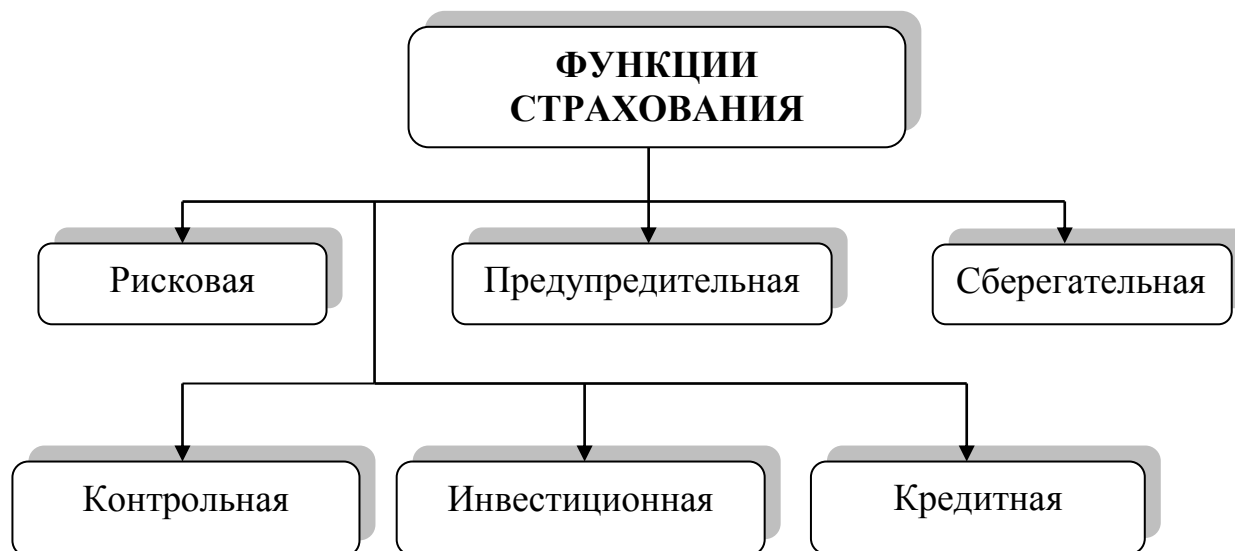 ФУНКЦИИ
СТРАХОВАНИЯ
Рисковая
Предупредительная
Сберегательная
Контрольная
Инвестиционная
Кредитная